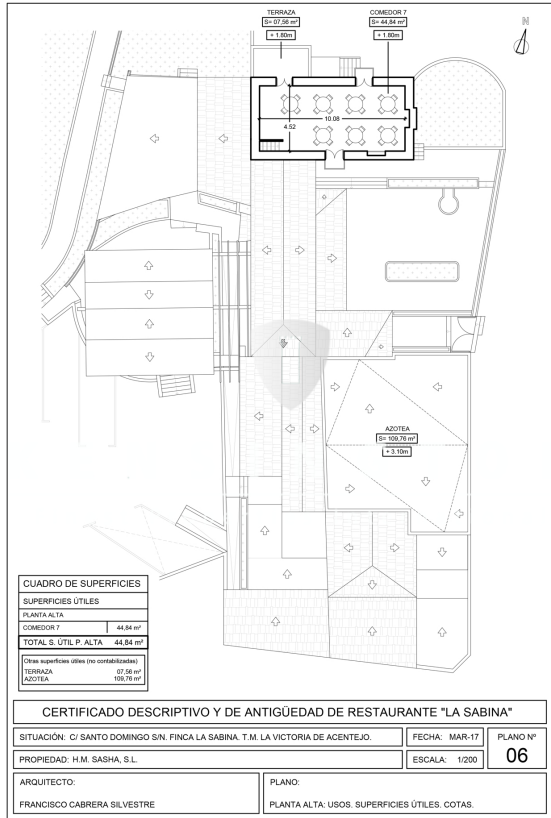 TERRAZA
S= 07,56 m²
+ 1.80m
COMEDOR 7
S= 44,84 m²
+ 1.80m
N
10.08
4.52
AZOTEA
S= 109,76 m²
+ 3.10m
CUADRO DE SUPERFICIES
SUPERFICIES ÚTILES
PLANTA ALTA
COMEDOR 7 44,84 m²
TOTAL S. ÚTIL P. ALTA 44,84 m²
Otras superficies útiles (no contabilizadas)
TERRAZA 07,56 m²
AZOTEA 109,76 m²
CERTIFICADO DESCRIPTIVO Y DE ANTIGÜEDAD DE RESTAURANTE "LA SABINA"
SITUACIÓN: C/ SANTO DOMINGO S/N. FINCA LA SABINA. T.M. LA VICTORIA DE ACENTEJO.
FECHA: MAR-17
PLANO Nº
06
PROPIEDAD: H.M. SASHA, S.L.
ESCALA: 1/200
ARQUITECTO:
FRANCISCO CABRERA SILVESTRE
PLANO:
PLANTA ALTA: USOS. SUPERFICIES ÚTILES. COTAS.